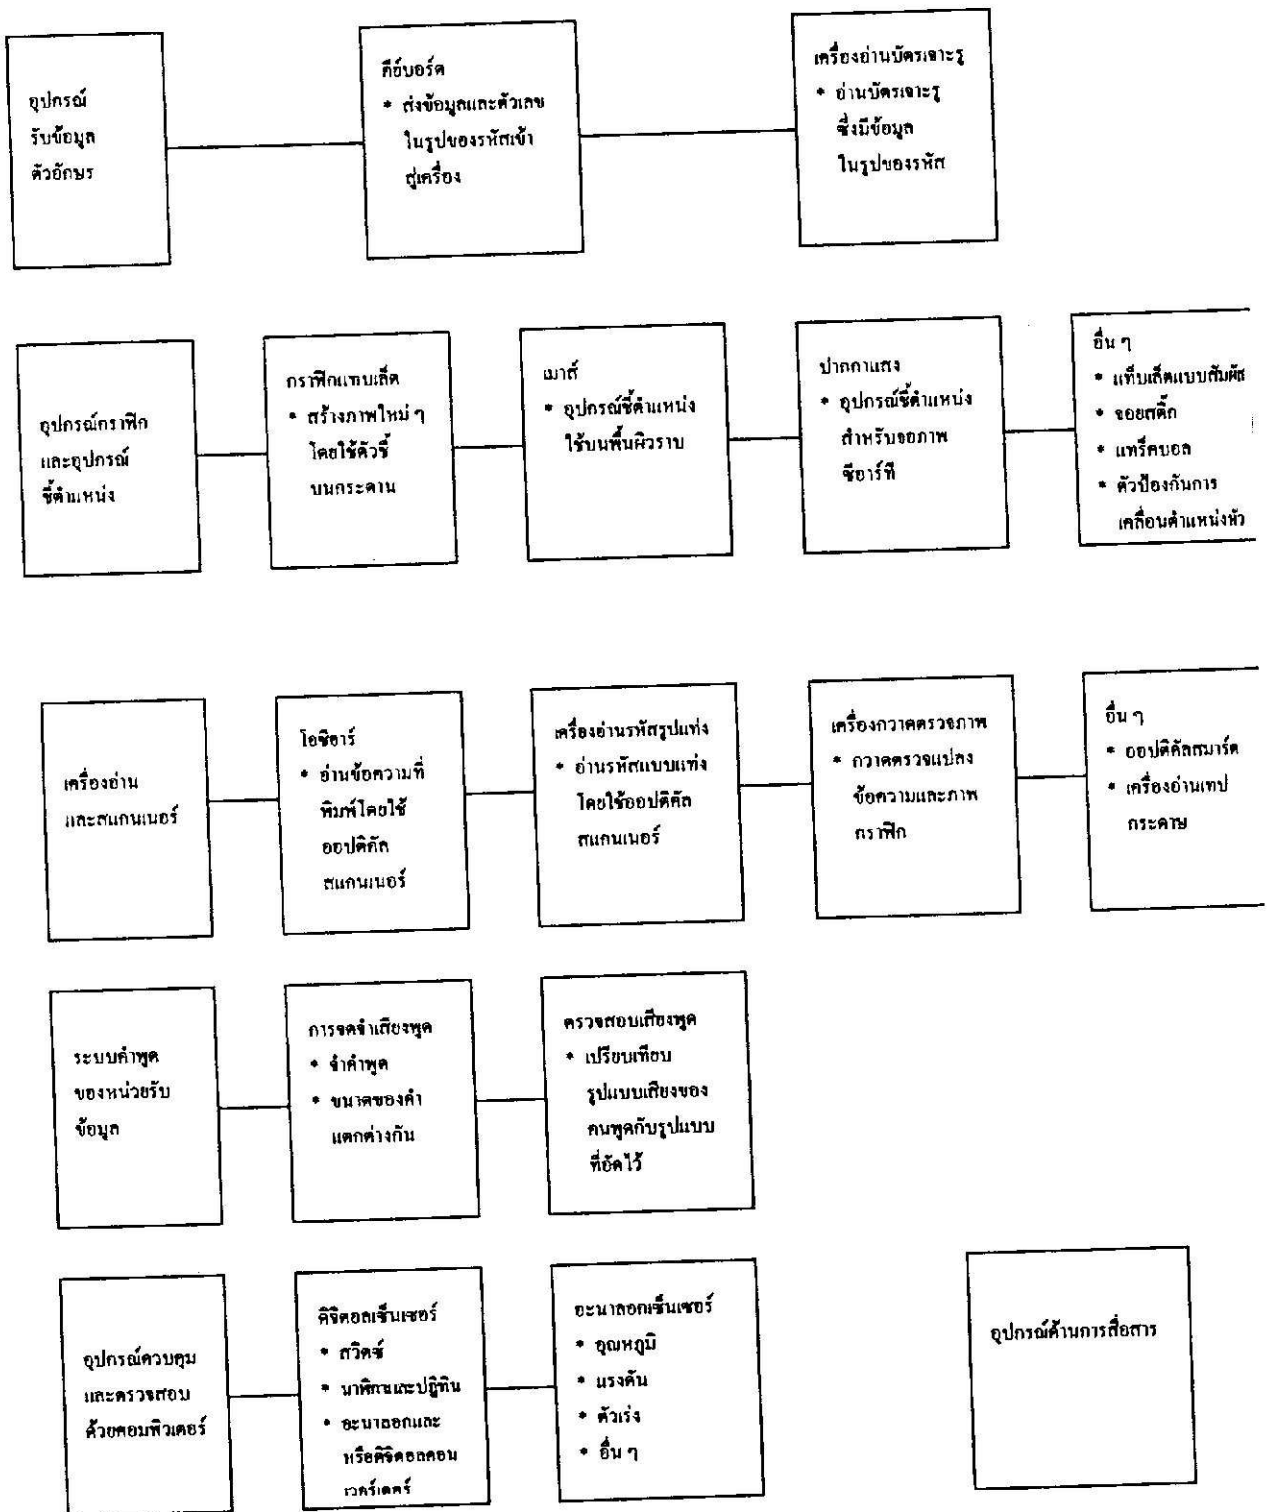 อุปกรณ์
รับข้อมูล
ตัวอักษร
คีย์บอร์ด
* ส่งข้อมูลและตัวเลข
ในรูปของรหัสเข้า
สู่เครื่อง
เครื่องอ่านบัตรเจาะรู
* อ่านบัตรเจาะรู
ซึ่งมีข้อมูล
ในรูปของรหัส
อุปกรณ์กราฟิก
และอุปกรณ์
ชี้ตำแหน่ง
กราฟิกแทบเล็ต
* สร้างภาพใหม่ ๆ
โดยใช้ตัวชี้
บนกระดาน
เมาส์
* อุปกรณ์ชี้ตำแหน่ง
ใช้บนพื้นผิวราบ
ปากกาแสง
* อุปกรณ์ชี้ตำแหน่ง
สำหรับจอภาพ
ซีอาร์ที
อื่น ๆ
* แท็บเล็ตแบบสัมผัส
* จอยสติ๊ก
* แทร็คบอล
* ตัวป้องกันการ
เคลื่อนตำแหน่งหัว
เครื่องอ่าน
และสแกนเนอร์
โอซีอาร์
* อ่านข้อความที่
พิมพ์โดยใช้
ออปติคัล
สแกนเนอร์
เครื่องอ่านรหัสรูปแท่ง
* อ่านรหัสแบบแท่ง
โดยใช้ออปติคัล
สแกนเนอร์
เครื่องกวาดตรวจภาพ
* กวาดตรวจแปลง
ข้อความและภาพ
กราฟิก
อื่น ๆ
* ออปติคัลสมาร์ค
* เครื่องอ่านเทป
กระดาษ
ระบบคำพูด
ของหน่วยรับ
ข้อมูล
การจดจำเสียงพูด
* จำคำพูด
* ขนาดของคำ
แตกต่างกัน
ตรวจสอบเสียงพูด
* เปรียบเทียบ
รูปแบบเสียงของ
คนพูดกับรูปแบบ
ที่อัดไว้
อุปกรณ์ควบคุม
และตรวจสอบ
ด้วยคอมพิวเตอร์
ดิจิตอลเซ็นเซอร์
* สวิตซ์
* นาฬิกาและปฏิทิน
* อะนาลอกและ
หรือดิจิตอลคอน
เวคร์เตคร์
อะนาลอกเซ็นเซอร์
* อุณหภูมิ
* แรงดัน
* ตัวเร่ง
* อื่น ๆ
อุปกรณ์ด้านการสื่อสาร